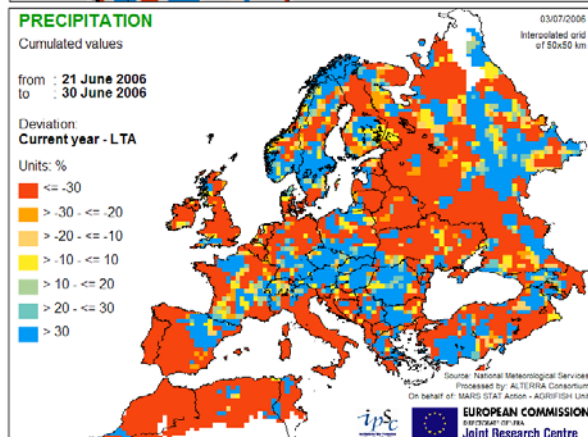 PRECIPITATION
03/07/2006
Cumulated values
Interpolated grid
of 50x50 km
from : 21 June 2006
to : 30 June 2006
Deviation:
Current year - LTA
Units: %
<= -30
> -30 - <= -20
> -20 - <= -10
> -10 - <= 10
> 10 - <= 20
> 20 - <= 30
> 30
Source: National Meteorological Services
Processed by: ALTERRA Consortium
On behalf of: MARS STAT Action - AGRIFISH Unit
ipsc
EUROPEAN COMMISSION
DIRECTORATE GENERAL
Joint Research Centre